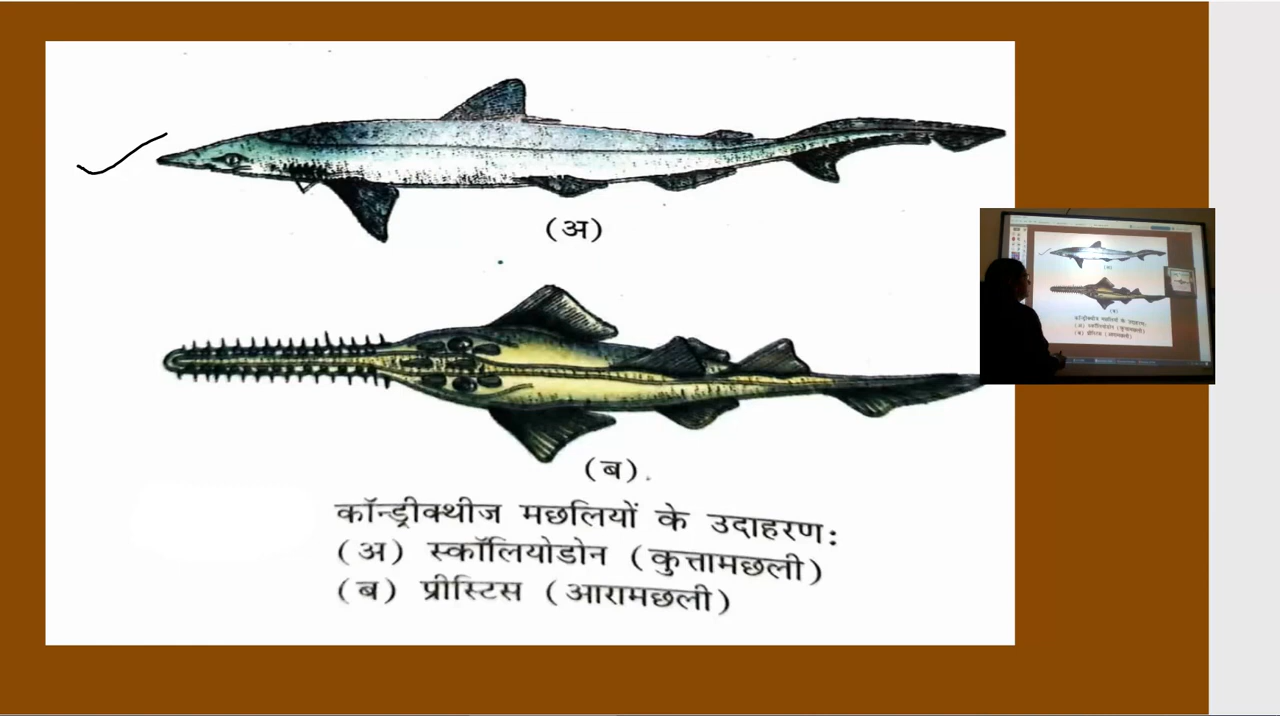 (अ)
(ब).
कॉन्ड्रीक्थीज मछलियों के उदाहरण:
(अ) स्कॉलियोडोन (कुत्तामछली)
(ब) प्रीस्टिस (आरामछली)